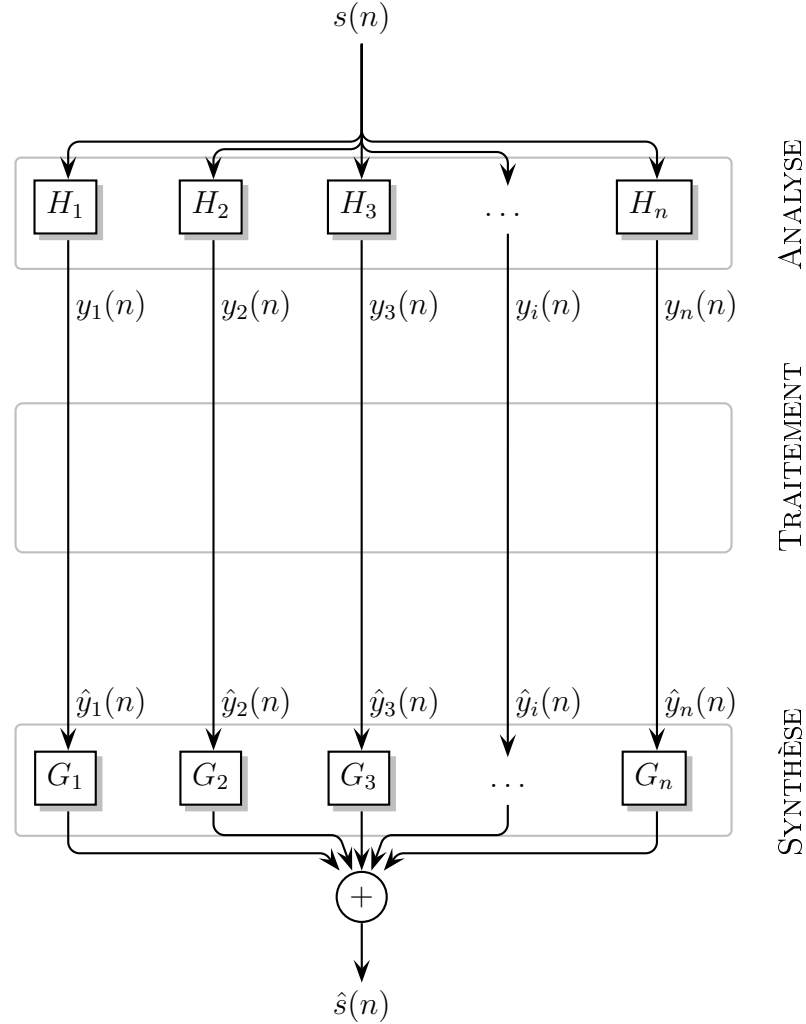 s(n)
H₁ H₂ H₃ ... Hₙ
ANALYSE
y₁(n) y₂(n) y₃(n) yᵢ(n) yₙ(n)
TRAITEMENT
ŷ₁(n) ŷ₂(n) ŷ₃(n) ŷᵢ(n) ŷₙ(n)
G₁ G₂ G₃ ... Gₙ
SYNTHÈSE
+
ŝ(n)